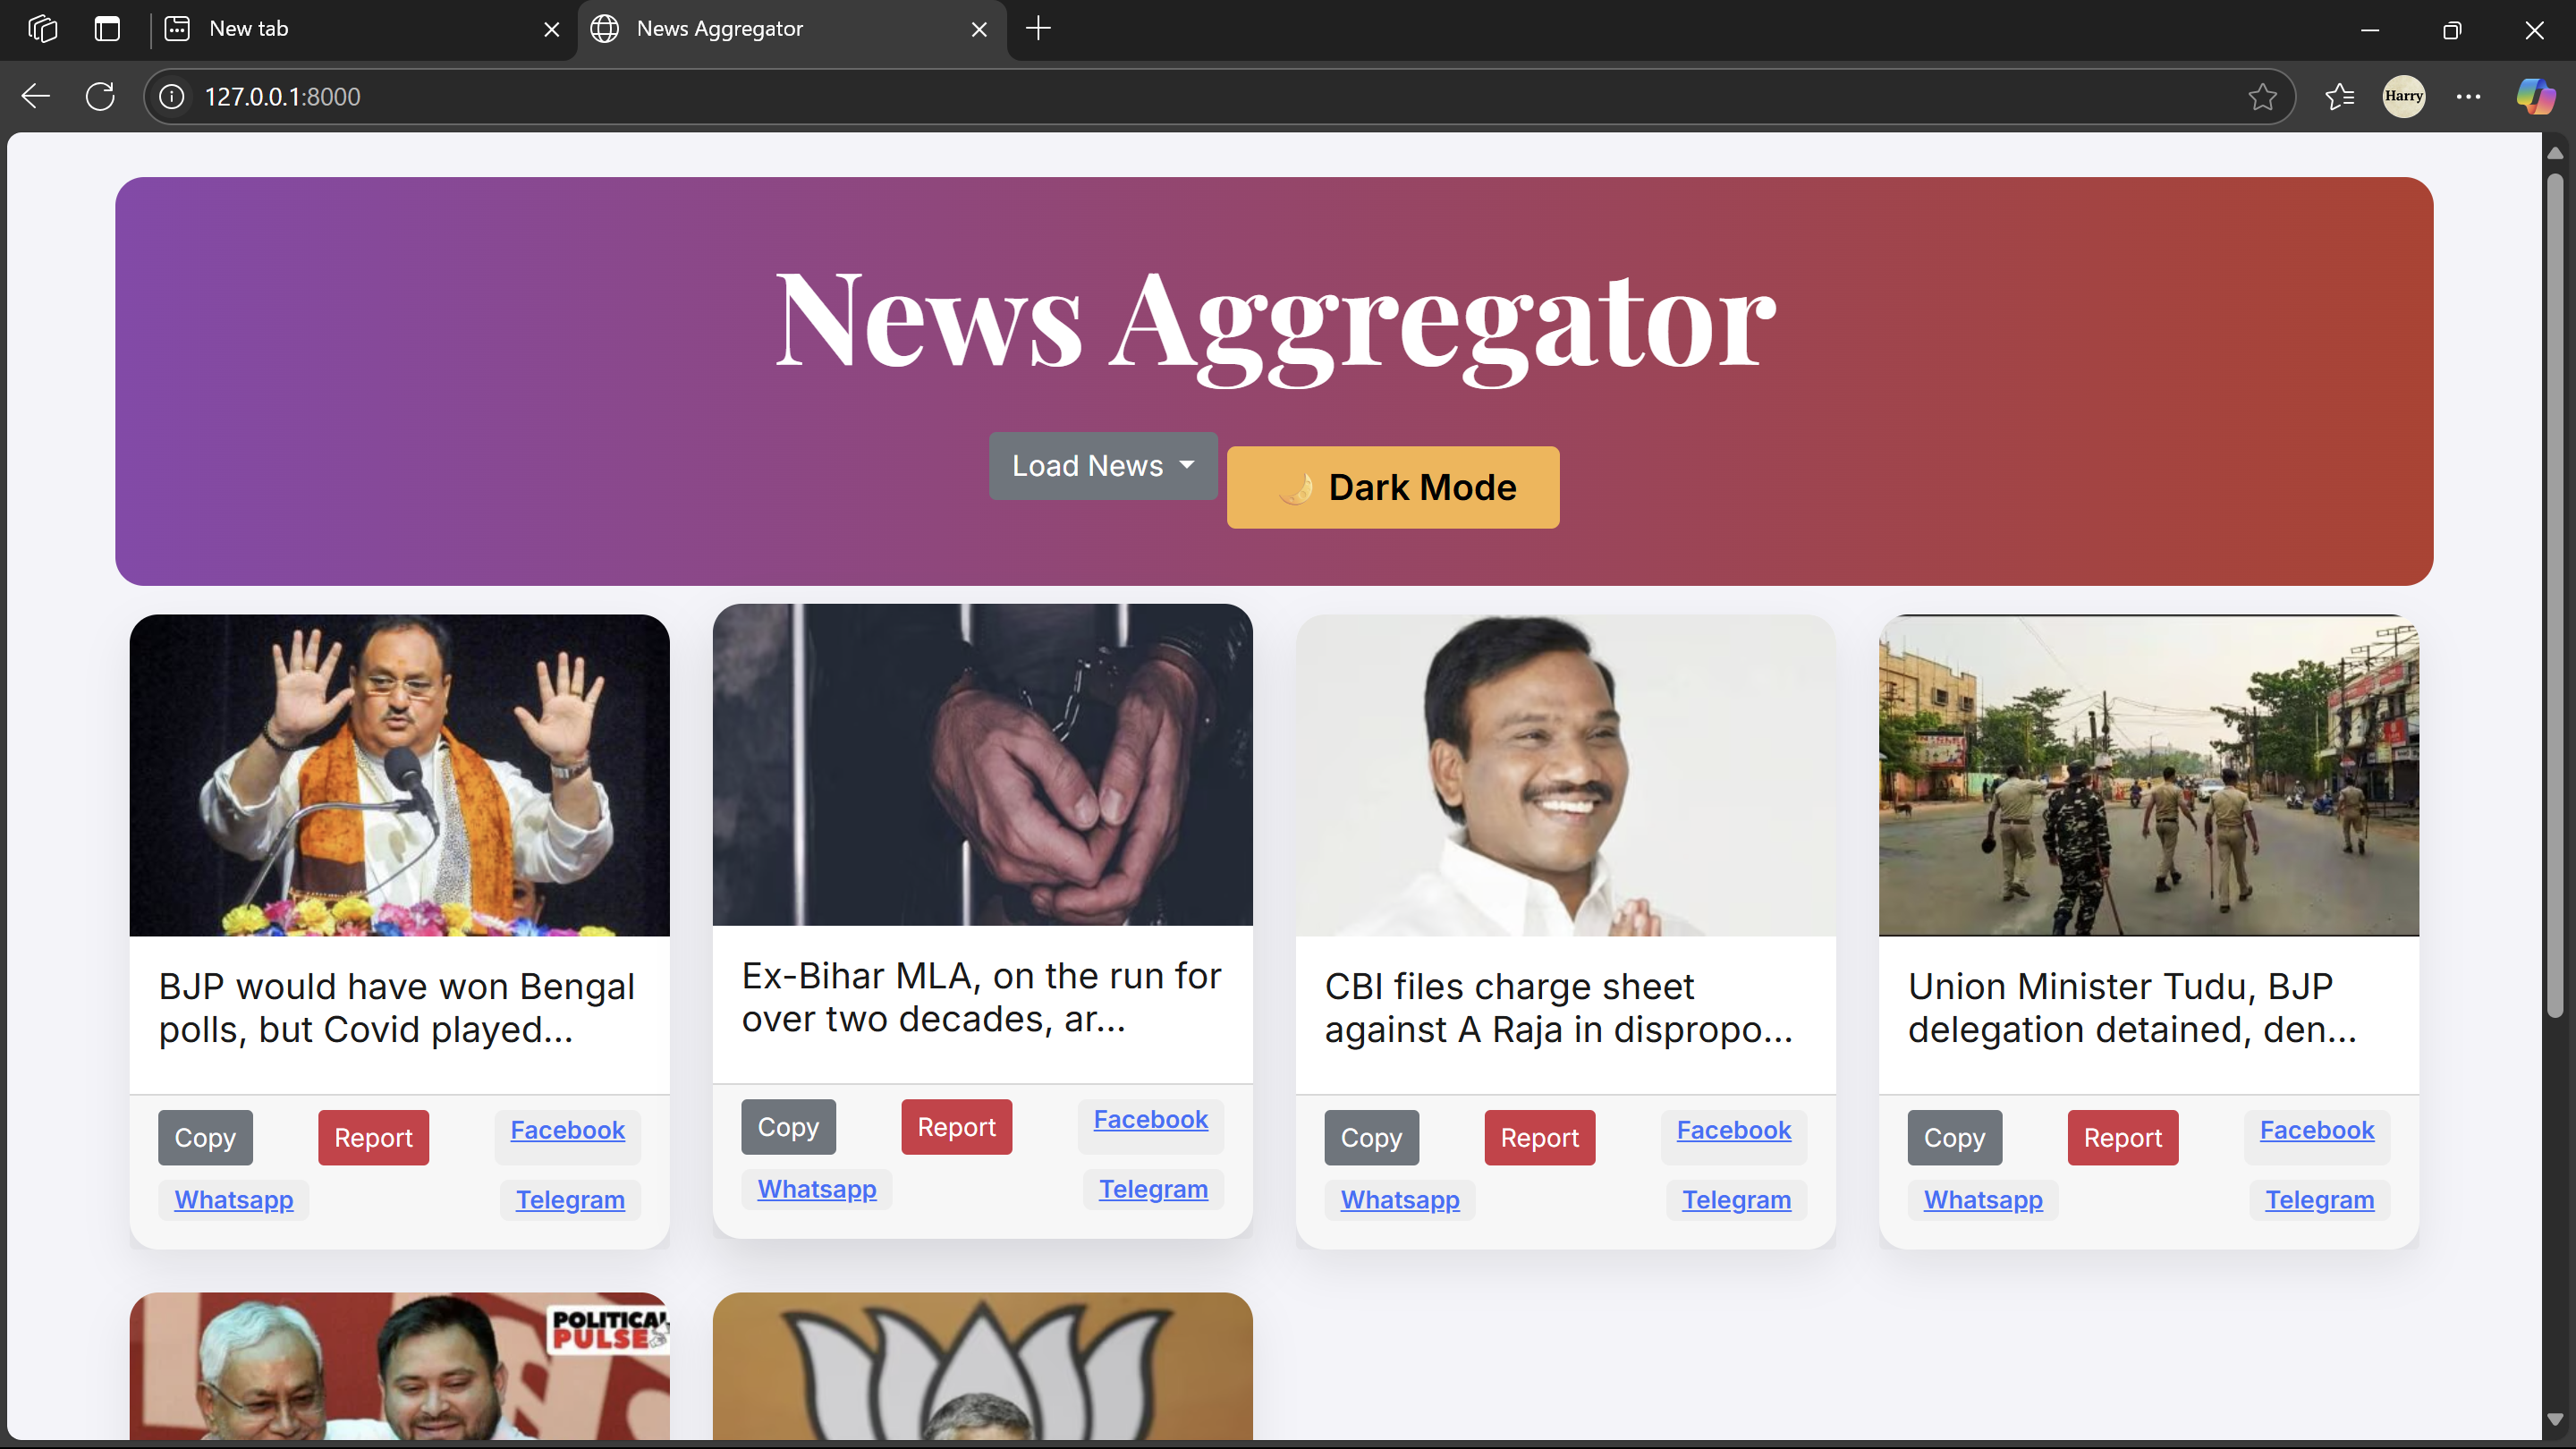 New tab
News Aggregator
127.0.0.1:8000
Harry
News Aggregator
Load News
Dark Mode
BJP would have won Bengal
polls, but Covid played...
Copy
Report
Facebook
Whatsapp
Telegram
Ex-Bihar MLA, on the run for
over two decades, ar...
Copy
Report
Facebook
Whatsapp
Telegram
CBI files charge sheet
against A Raja in dispropo...
Copy
Report
Facebook
Whatsapp
Telegram
Union Minister Tudu, BJP
delegation detained, den...
Copy
Report
Facebook
Whatsapp
Telegram
POLITICAL
PULSE